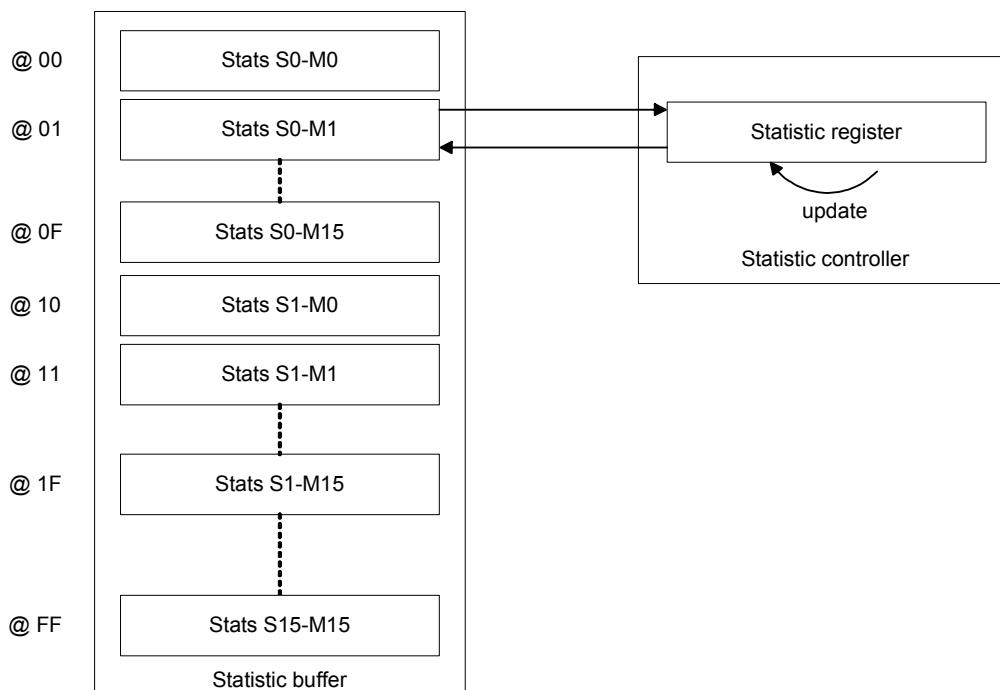 @ 00
Stats S0-M0
@ 01
Stats S0-M1
Statistic register
update
@ 0F
Stats S0-M15
Statistic controller
@ 10
Stats S1-M0
@ 11
Stats S1-M1
@ 1F
Stats S1-M15
@ FF
Stats S15-M15
Statistic buffer